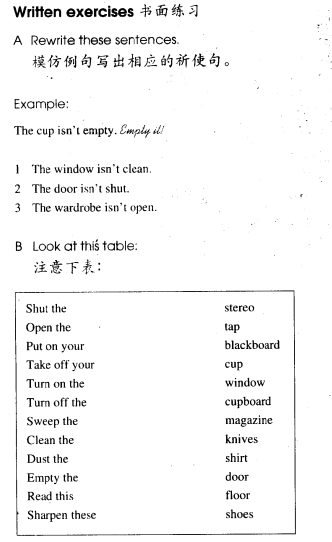 Written exercises 书面练习
A Rewrite these sentences.
模仿例句写出相应的祈使句。
Example:
The cup isn't empty. Empty it!
1 The window isn't clean.
2 The door isn't shut.
3 The wardrobe isn't open.
B Look at this table:
注意下表：
Shut the stereo
Open the tap
Put on your blackboard
Take off your cup
Turn on the window
Turn off the cupboard
Sweep the magazine
Clean the knives
Dust the shirt
Empty the door
Read this floor
Sharpen these shoes